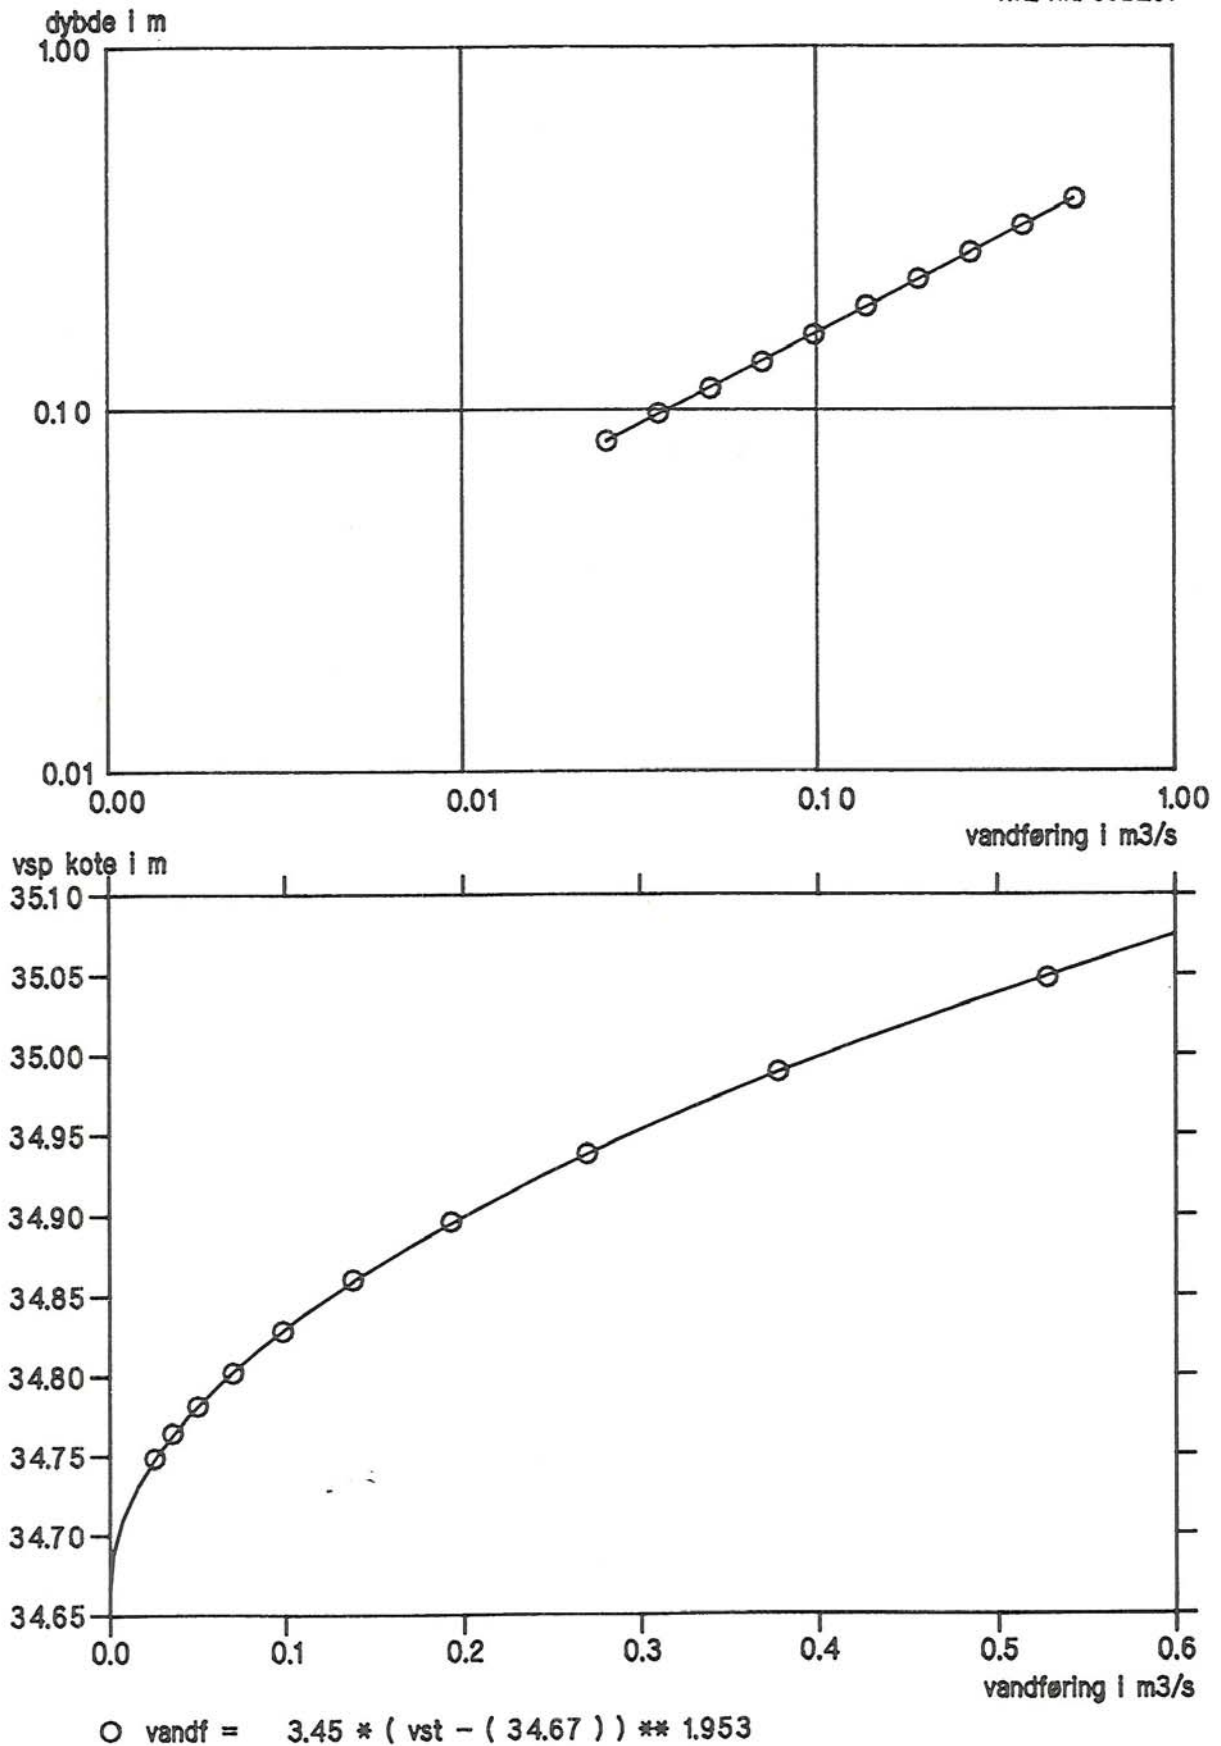 dybde i m
1.00
0.10
0.01
0.00 0.01 0.10 1.00
vandføring i m3/s
vsp kote i m
35.10
35.05
35.00
34.95
34.90
34.85
34.80
34.75
34.70
34.65
0.0 0.1 0.2 0.3 0.4 0.5 0.6
vandføring i m3/s
O vandf = 3.45 * ( vst - ( 34.67 ) ) ** 1.953